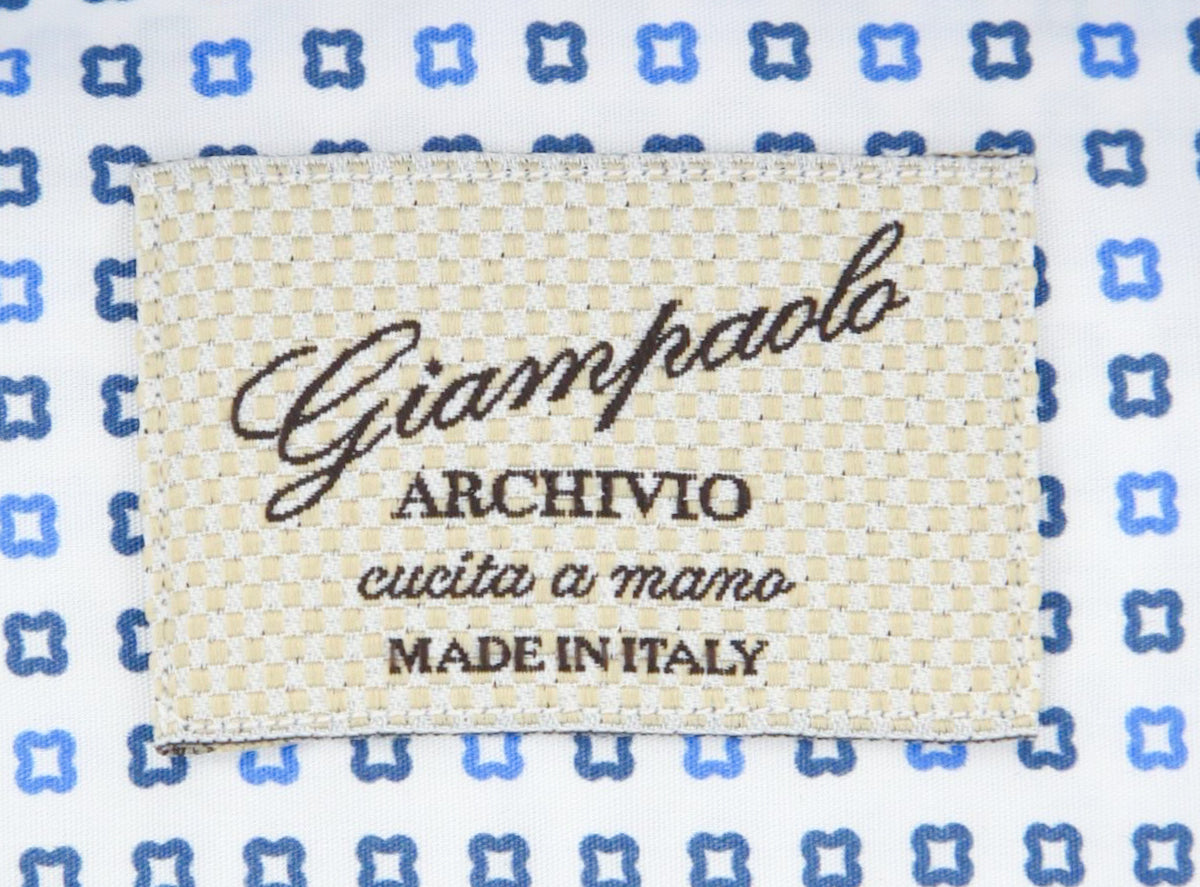 Giampaolo
ARCHIVIO
cucita a mano
MADE IN ITALY